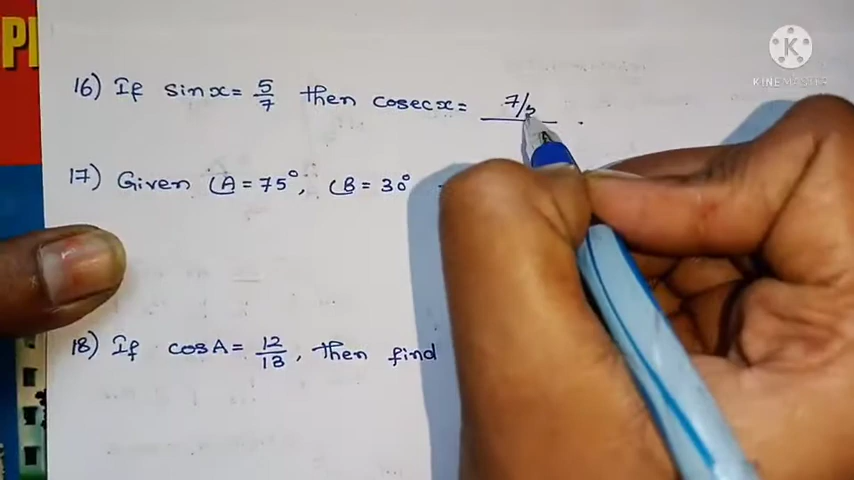 PL
KINEMASTER
16) If sin x = 5/7 Then cosec x = 7/5 .
17) Given ∠A = 75°, ∠B = 30°
18) If cos A = 12/13, Then find